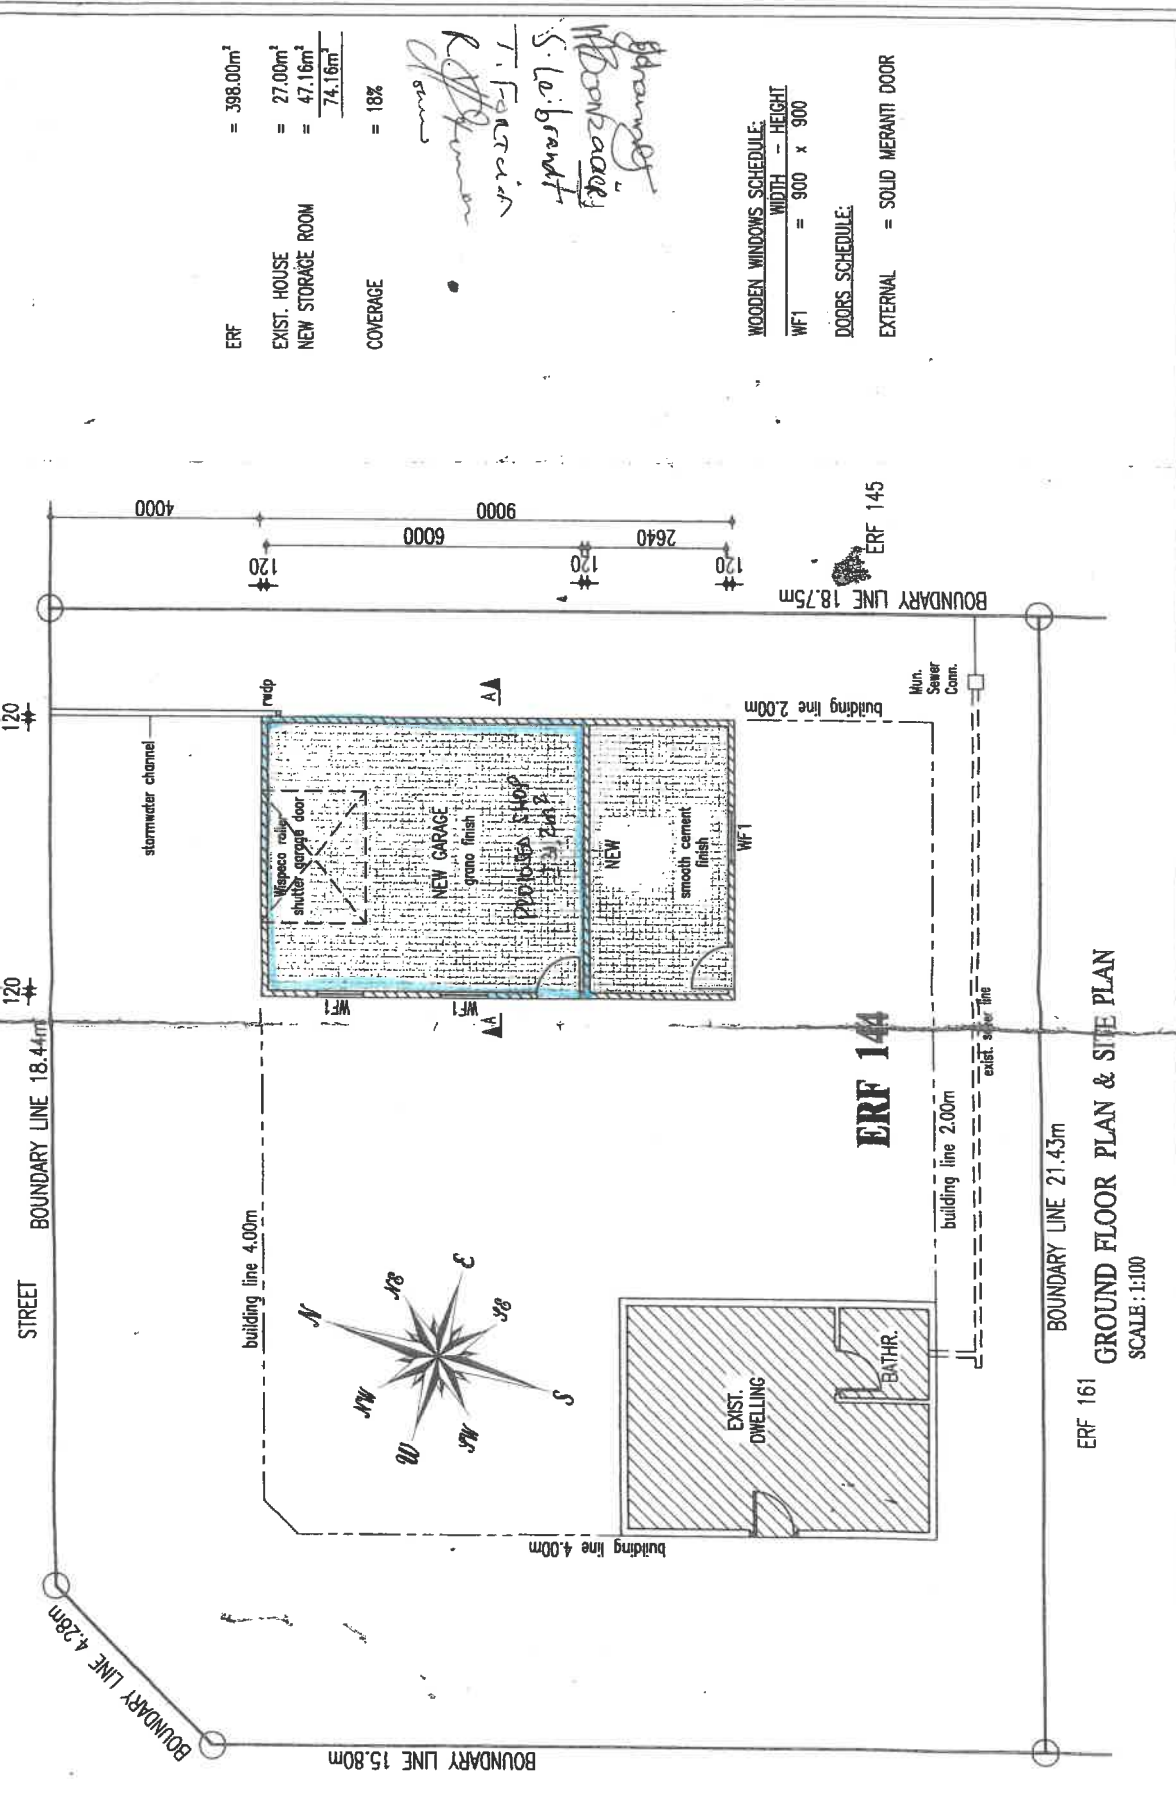 STREET
BOUNDARY LINE 18.44m
120
120
BOUNDARY LINE 4.28m
BOUNDARY LINE 15.80m
building line 4.00m
building line 4.00m
N
NE
E
SE
S
SW
W
NW
stormwater channel
rwdp
Wispeco roller
shutter garage door
NEW GARAGE
grano finish
PROPOSED SHOP
WF1
WF1
A
A
NEW
smooth cement
finish
WF1
4000
9000
6000
2640
120
120
120
ERF 145
BOUNDARY LINE 18.75m
building line 2.00m
Mun.
Sewer
Conn.
ERF 144
exist. sewer line
building line 2.00m
EXIST.
DWELLING
BATHR.
BOUNDARY LINE 21.43m
ERF 161
GROUND FLOOR PLAN & SITE PLAN
SCALE: 1:100
ERF = 398.00m²
EXIST. HOUSE = 27.00m²
NEW STORAGE ROOM = 47.16m²
74.16m²
COVERAGE = 18%
T. FORTUIN
S. Leibrandt
WOODEN WINDOWS SCHEDULE:
WIDTH - HEIGHT
WF1 = 900 x 900
DOORS SCHEDULE:
EXTERNAL = SOLID MERANTI DOOR